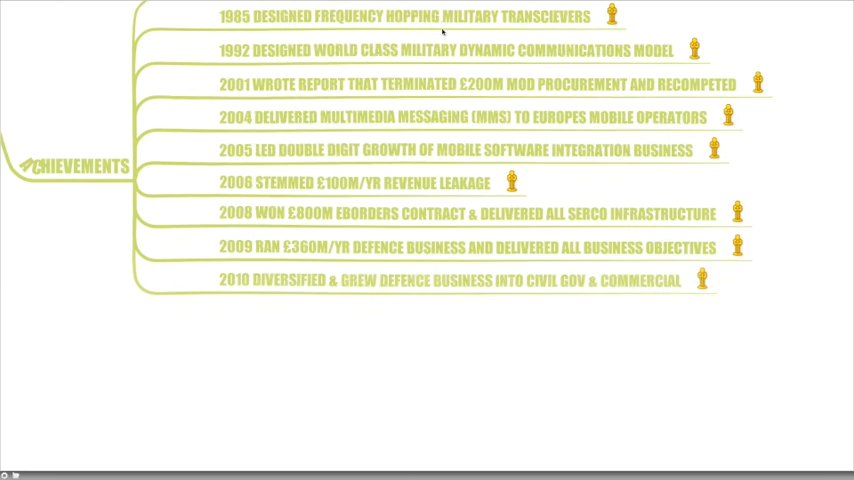 1985 DESIGNED FREQUENCY HOPPING MILITARY TRANSCIEVERS
1992 DESIGNED WORLD CLASS MILITARY DYNAMIC COMMUNICATIONS MODEL
2001 WROTE REPORT THAT TERMINATED £200M MOD PROCUREMENT AND RECOMPETED
2004 DELIVERED MULTIMEDIA MESSAGING (MMS) TO EUROPES MOBILE OPERATORS
2005 LED DOUBLE DIGIT GROWTH OF MOBILE SOFTWARE INTEGRATION BUSINESS
ACHIEVEMENTS
2006 STEMMED £100M/YR REVENUE LEAKAGE
2008 WON £800M EBORDERS CONTRACT & DELIVERED ALL SERCO INFRASTRUCTURE
2009 RAN £360M/YR DEFENCE BUSINESS AND DELIVERED ALL BUSINESS OBJECTIVES
2010 DIVERSIFIED & GREW DEFENCE BUSINESS INTO CIVIL GOV & COMMERCIAL